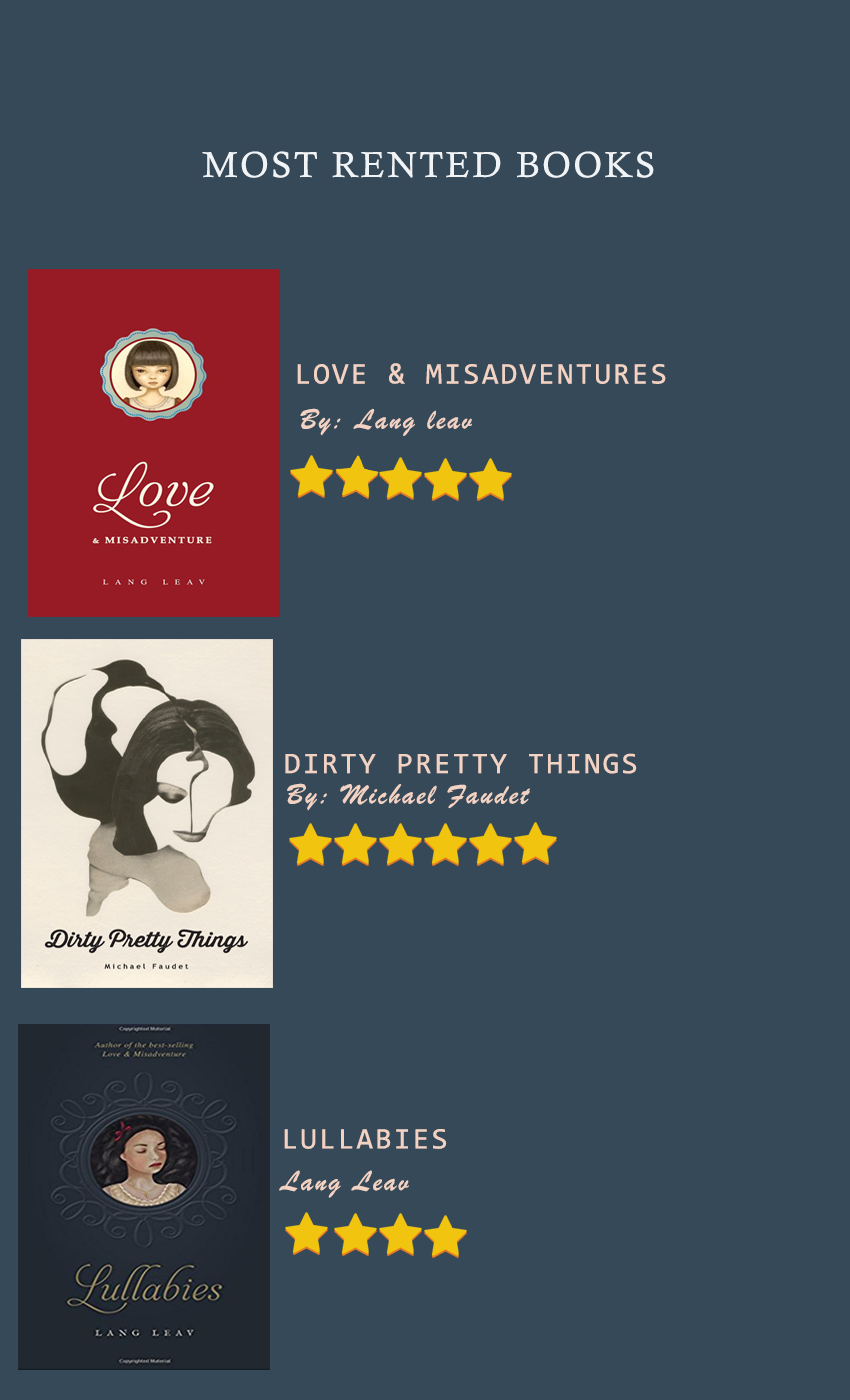 MOST RENTED BOOKS
Love
& MISADVENTURE
LANG LEAV
LOVE & MISADVENTURES
By: Lang leav
Dirty Pretty Things
Michael Faudet
DIRTY PRETTY THINGS
By: Michael Faudet
Copyrighted Material
Author of the best-selling
Love & Misadventure
Lullabies
LANG LEAV
Copyrighted Material
LULLABIES
Lang Leav